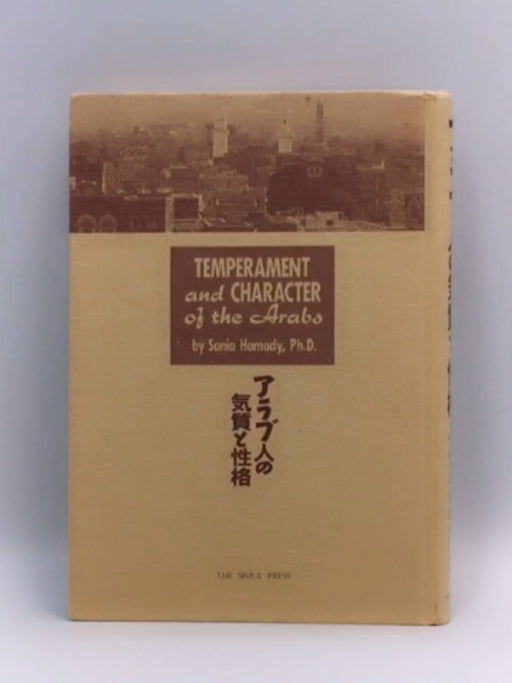 TEMPERAMENT
and CHARACTER
of the Arabs
by Sania Hamady, Ph.D.
アラブ人の
気質と性格
THE SIMUL PRESS